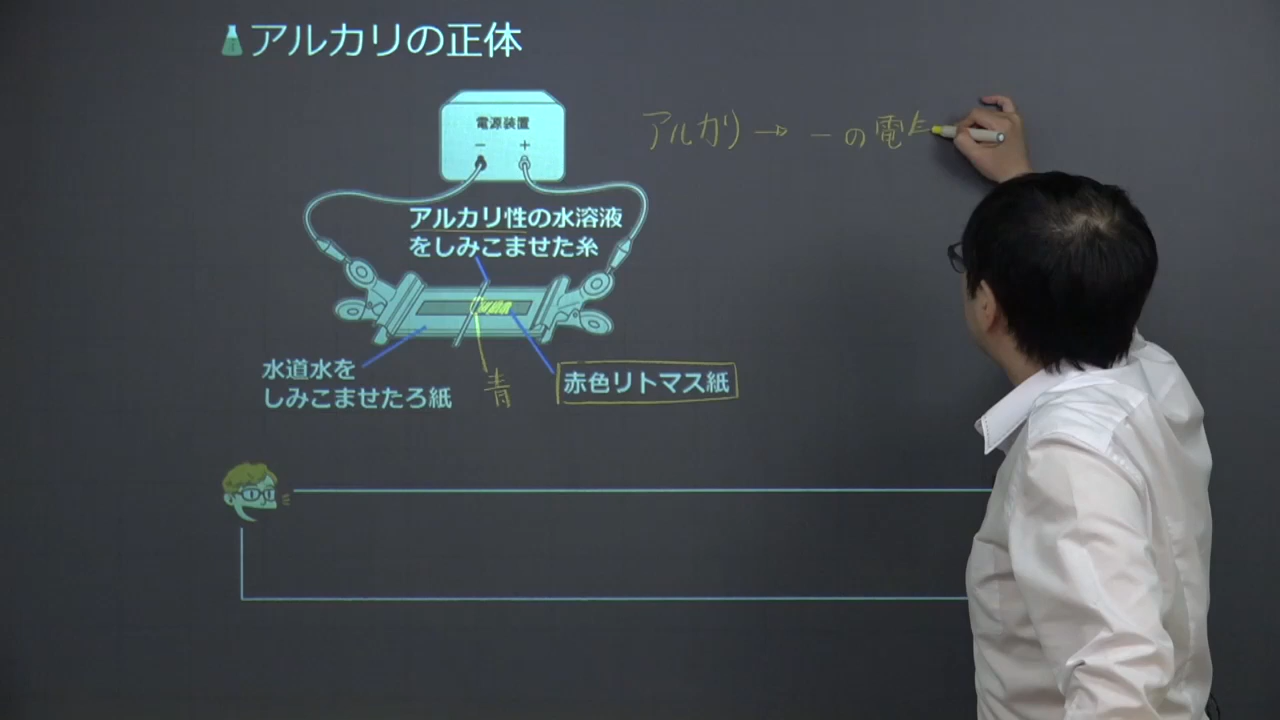 アルカリの正体
電源装置
− +
アルカリ → −の電
アルカリ性の水溶液
をしみこませた糸
水道水を
しみこませたろ紙
青
赤色リトマス紙